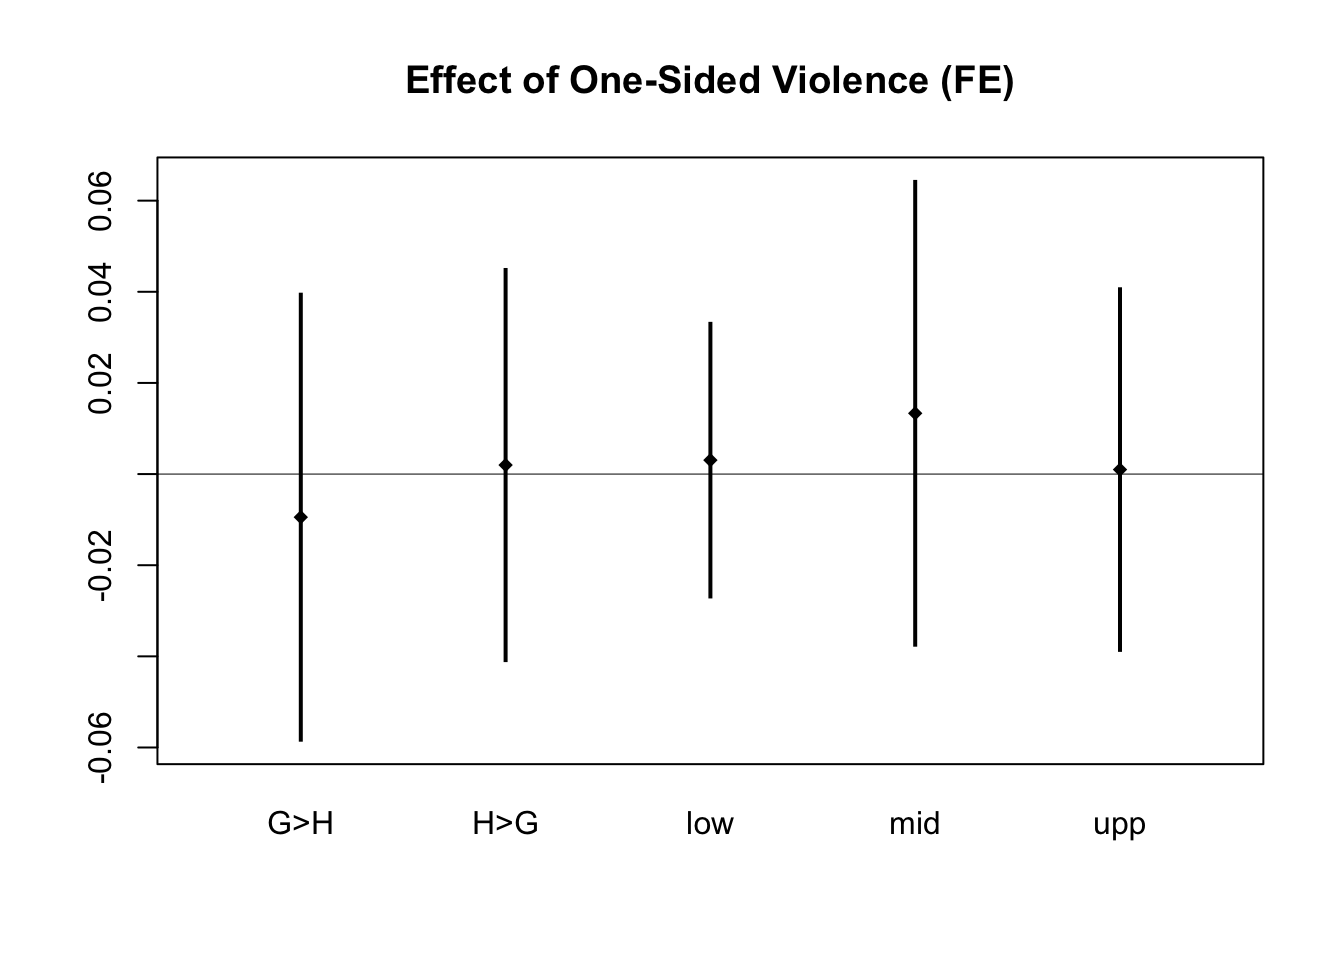 Effect of One-Sided Violence (FE)
0.06
0.04
0.02
-0.02
-0.06
G>H H>G low mid upp